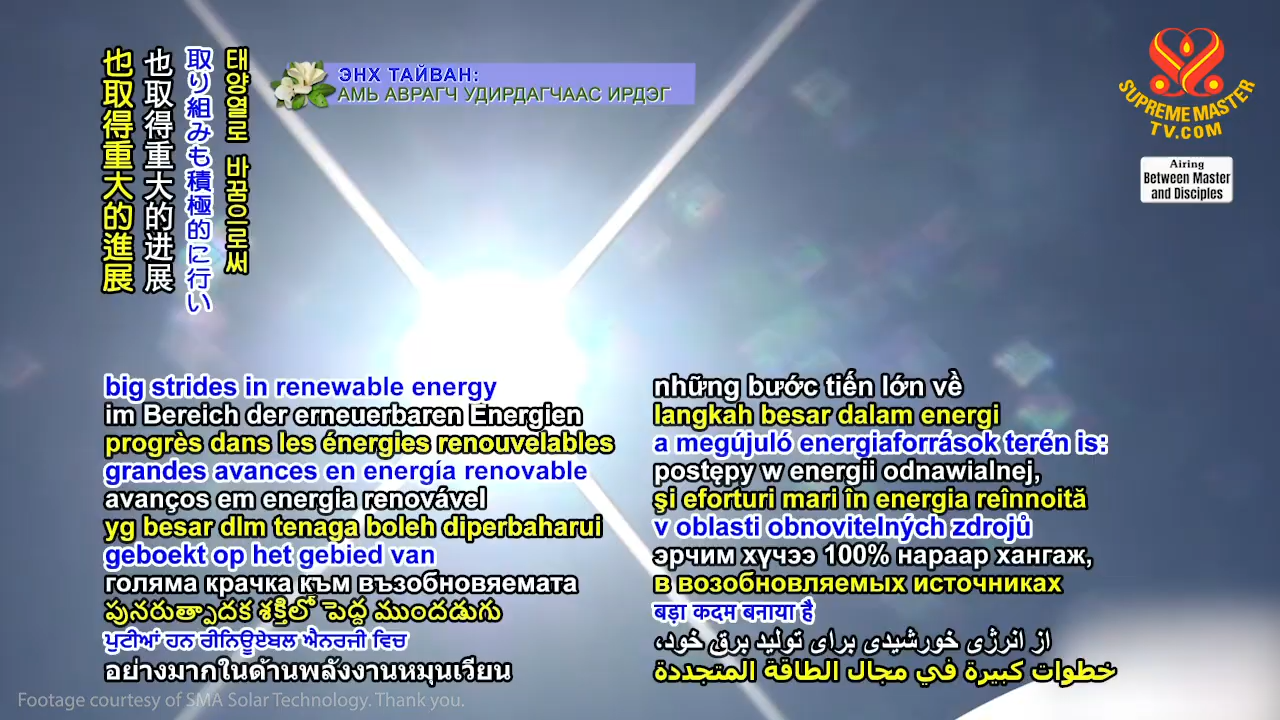 也取得重大的進展
也取得重大的进展
取り組みも積極的に行い
태양열로 바꿈으로써
ЭНХ ТАЙВАН:
АМЬ АВРАГЧ УДИРДАГЧААС ИРДЭГ
SUPREME MASTER
TV.COM
Airing
Between Master
and Disciples
big strides in renewable energy
im Bereich der erneuerbaren Energien
progrès dans les énergies renouvelables
grandes avances en energía renovable
avanços em energia renovável
yg besar dlm tenaga boleh diperbaharui
geboekt op het gebied van
голяма крачка към възобновяемата
పునరుత్పాదక శక్తిలో పెద్ద ముందడుగు
ਪੁਟੀਆਂ ਹਨ ਰੀਨਿਊਏਬਲ ਐਨਰਜੀ ਵਿਚ
อย่างมากในด้านพลังงานหมุนเวียน
những bước tiến lớn về
langkah besar dalam energi
a megújuló energiaforrások terén is:
postępy w energii odnawialnej,
şi eforturi mari în energia reînnoită
v oblasti obnovitelných zdrojů
эрчим хүчээ 100% нараар хангаж,
в возобновляемых источниках
बड़ा कदम बनाया है
از انرژی خورشیدی برای تولید برق خود،
خطوات كبيرة في مجال الطاقة المتجددة
Footage courtesy of SMA Solar Technology. Thank you.